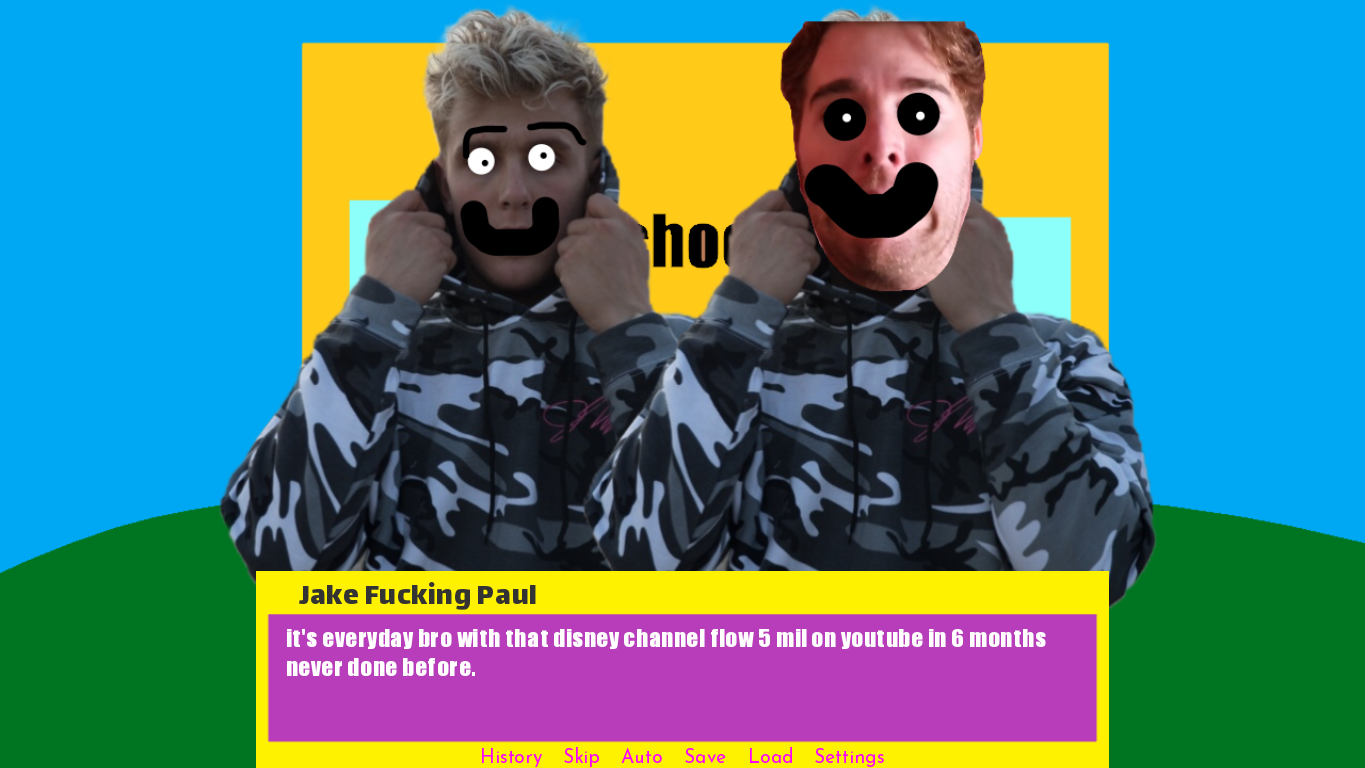 Jake Fucking Paul
it's everyday bro with that disney channel flow 5 mil on youtube in 6 months
never done before.
History Skip Auto Save Load Settings